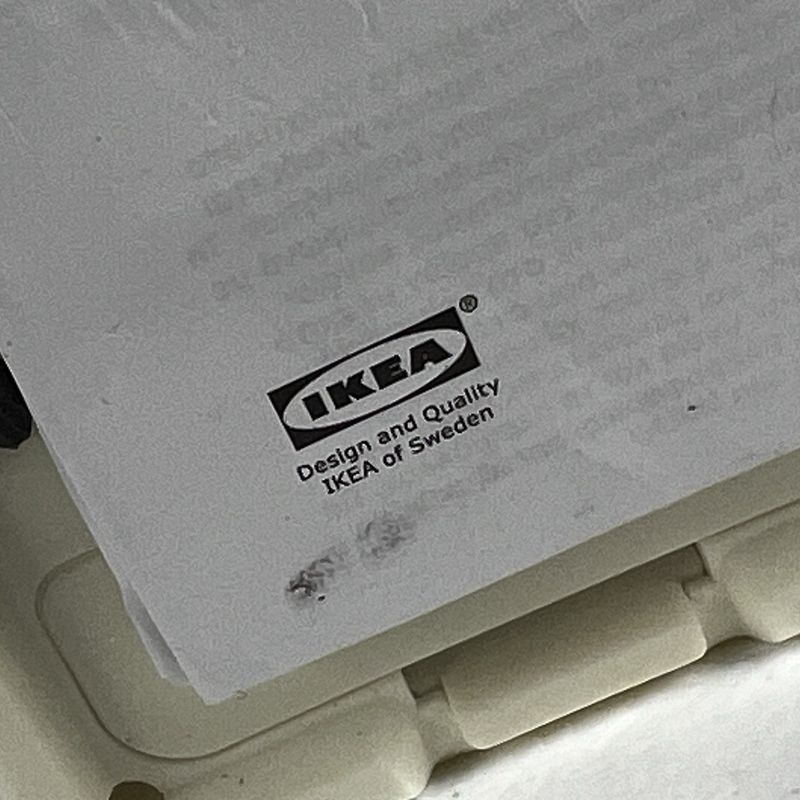 IKEA®
Design and Quality
IKEA of Sweden